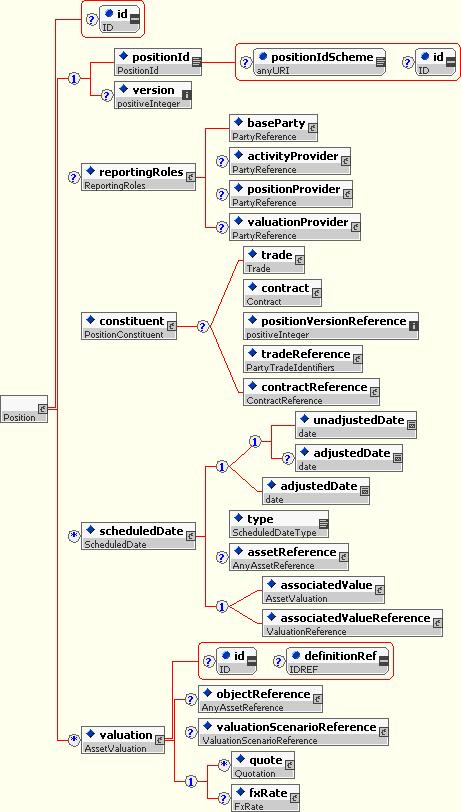 ? id
ID
positionId
PositionId
? positionIdScheme
anyURI
? id
ID
1
? version
positiveInteger
baseParty
PartyReference
? activityProvider
PartyReference
? reportingRoles
ReportingRoles
? positionProvider
PartyReference
? valuationProvider
PartyReference
trade
Trade
contract
Contract
constituent
PositionConstituent
?
positionVersionReference
positiveInteger
tradeReference
PartyTradeIdentifiers
contractReference
ContractReference
Position
unadjustedDate
date
1
? adjustedDate
date
1
adjustedDate
date
* scheduledDate
ScheduledDate
type
ScheduledDateType
? assetReference
AnyAssetReference
associatedValue
AssetValuation
1
associatedValueReference
ValuationReference
? id
ID
? definitionRef
IDREF
? objectReference
AnyAssetReference
* valuation
AssetValuation
? valuationScenarioReference
ValuationScenarioReference
* quote
Quotation
1
? fxRate
FxRate